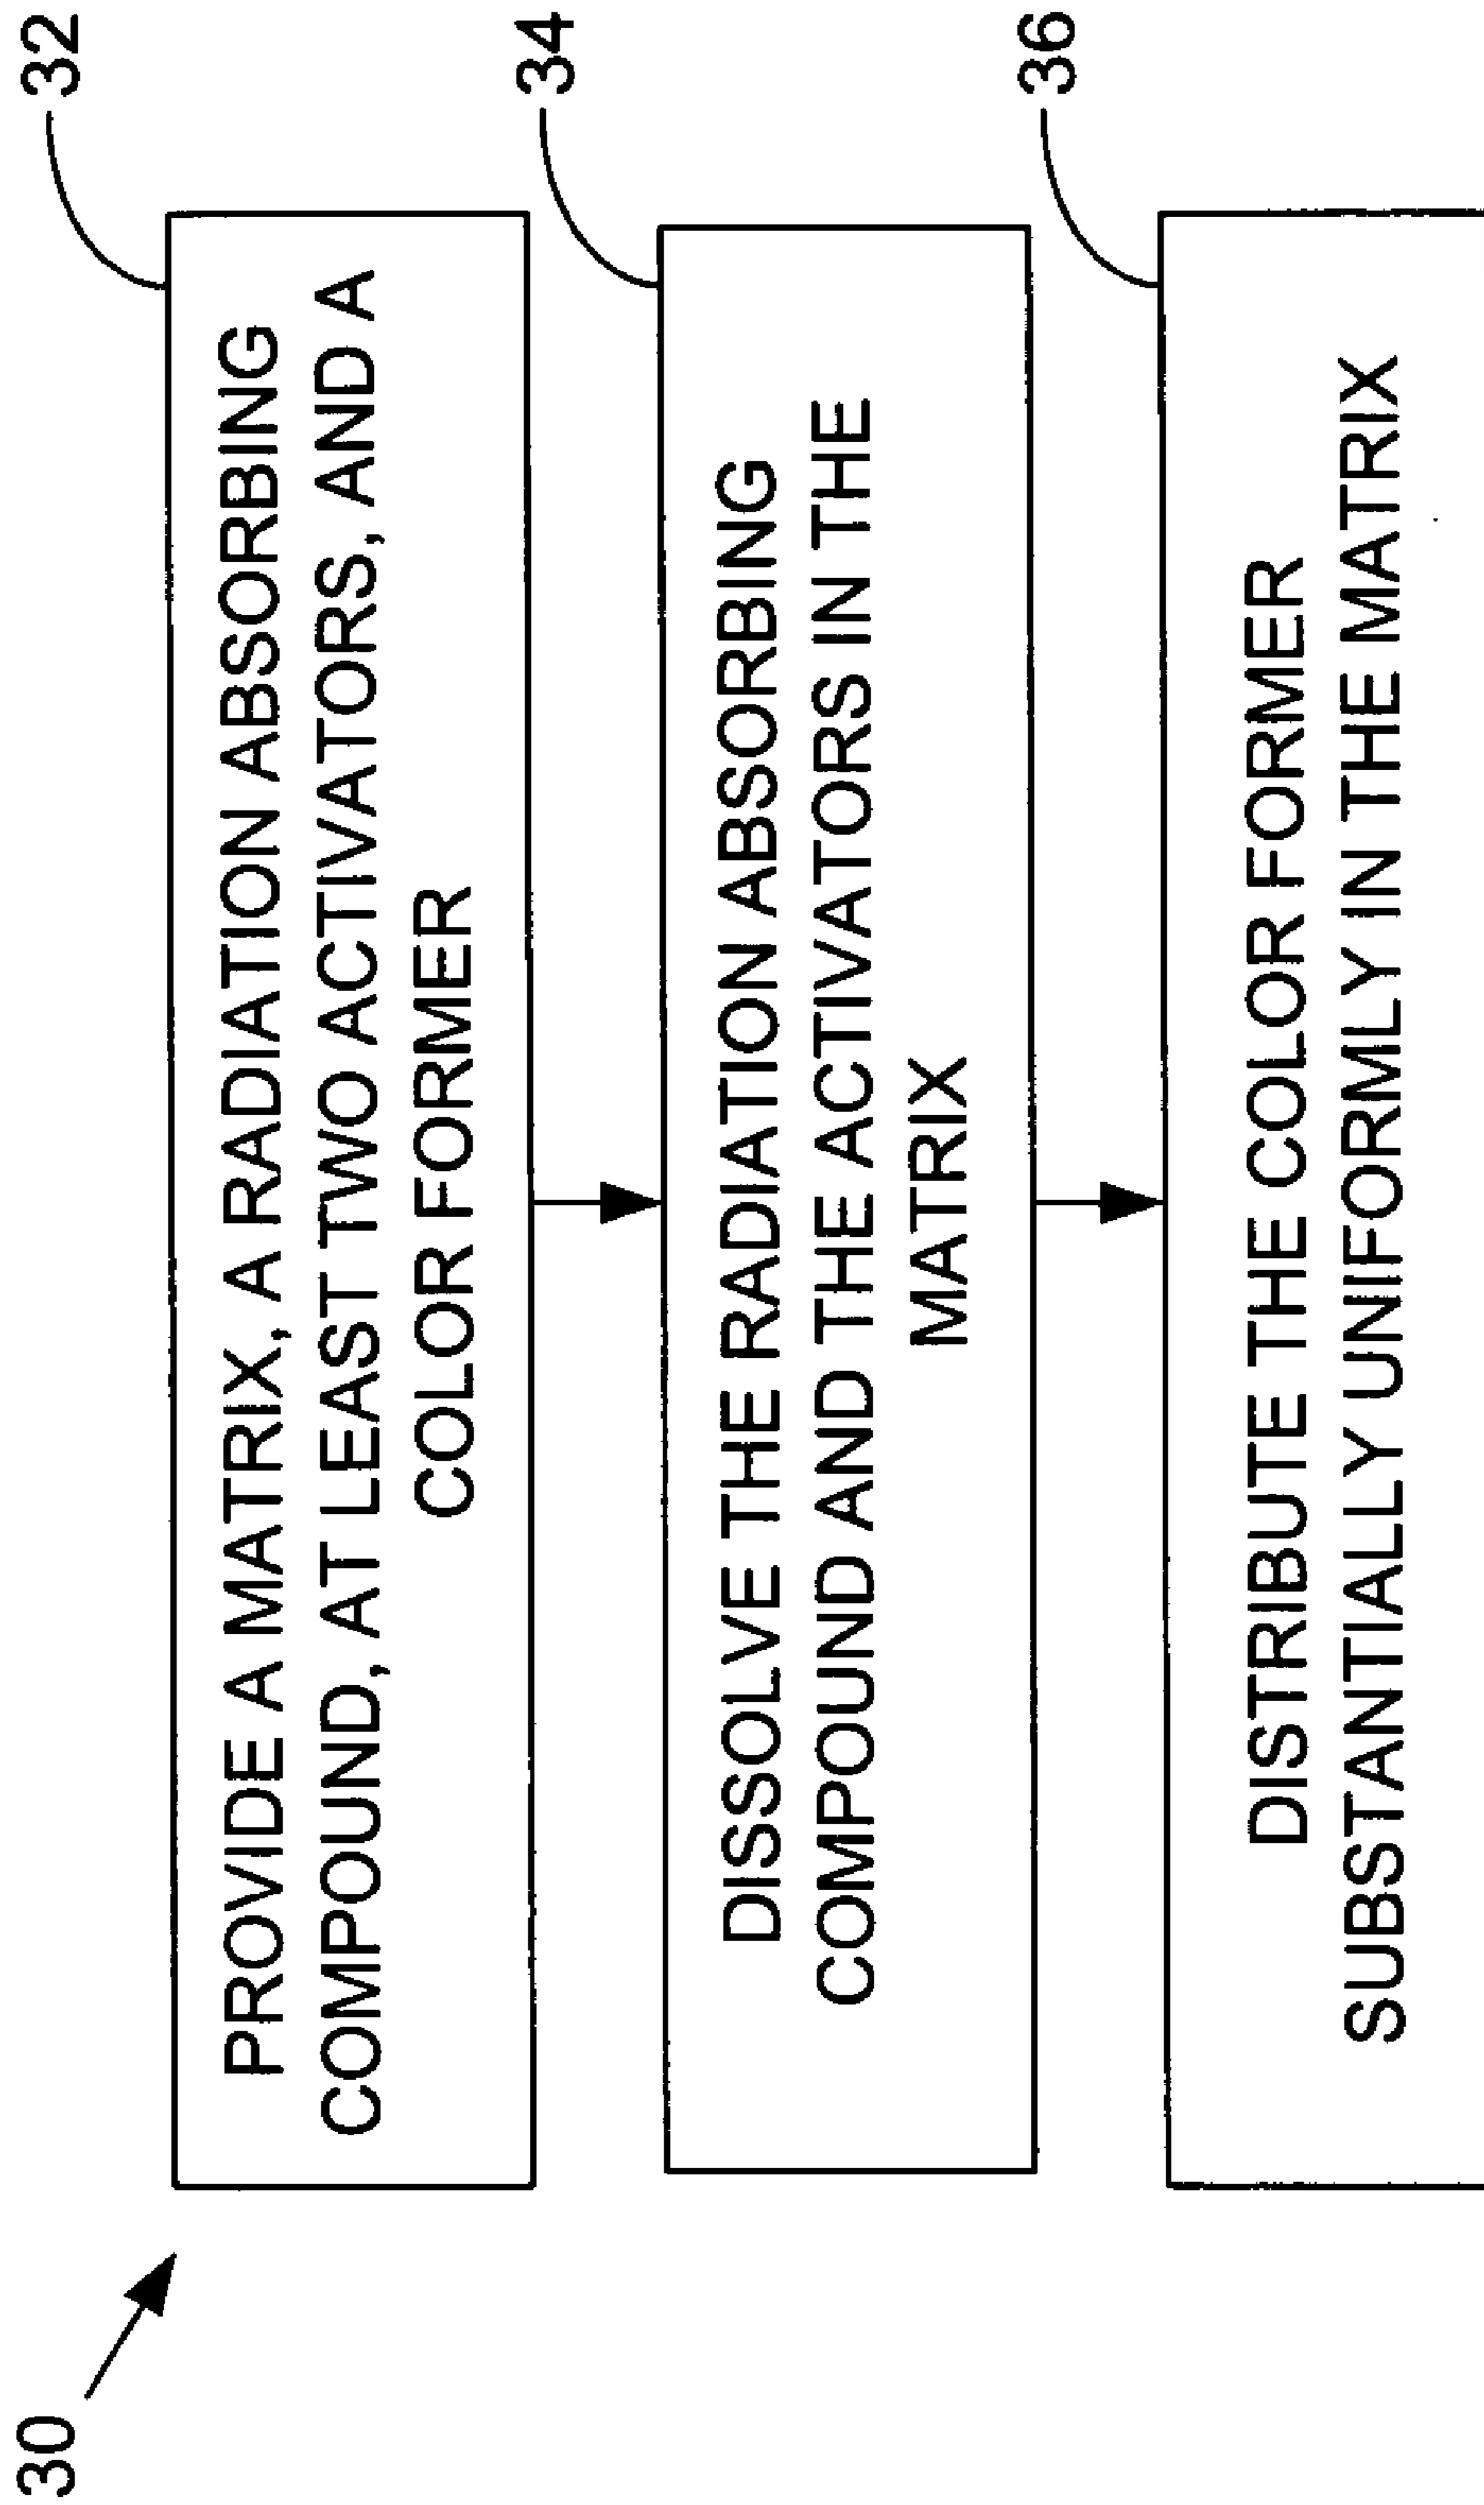 30
32
PROVIDE A MATRIX, A RADIATION ABSORBING
COMPOUND, AT LEAST TWO ACTIVATORS, AND A
COLOR FORMER
34
DISSOLVE THE RADIATION ABSORBING
COMPOUND AND THE ACTIVATORS IN THE
MATRIX
36
DISTRIBUTE THE COLOR FORMER
SUBSTANTIALLY UNIFORMLY IN THE MATRIX